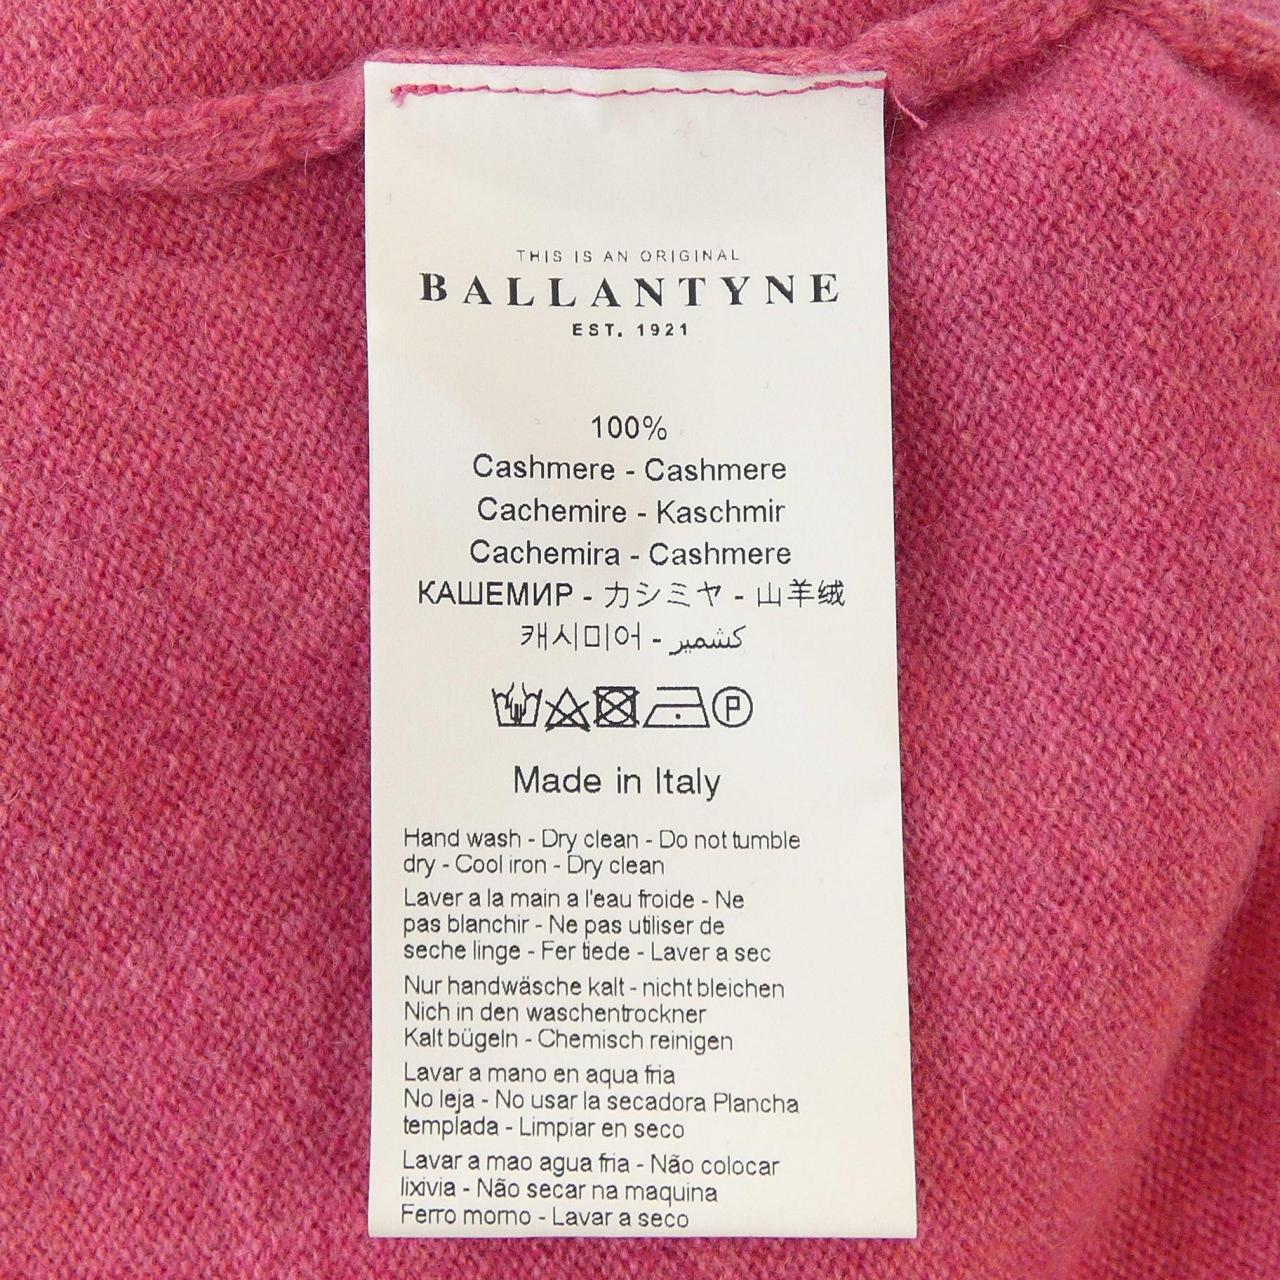 THIS IS AN ORIGINAL
BALLANTYNE
EST. 1921
100%
Cashmere - Cashmere
Cachemire - Kaschmir
Cachemira - Cashmere
КАШЕМИР - カシミヤ - 山羊绒
캐시미어 - كشمير
P
Made in Italy
Hand wash - Dry clean - Do not tumble
dry - Cool iron - Dry clean
Laver a la main a l'eau froide - Ne
pas blanchir - Ne pas utiliser de
seche linge - Fer tiede - Laver a sec
Nur handwäsche kalt - nicht bleichen
Nich in den waschentrockner
Kalt bügeln - Chemisch reinigen
Lavar a mano en aqua fria
No leja - No usar la secadora Plancha
templada - Limpiar en seco
Lavar a mao agua fria - Não colocar
lixivia - Não secar na maquina
Ferro morno - Lavar a seco